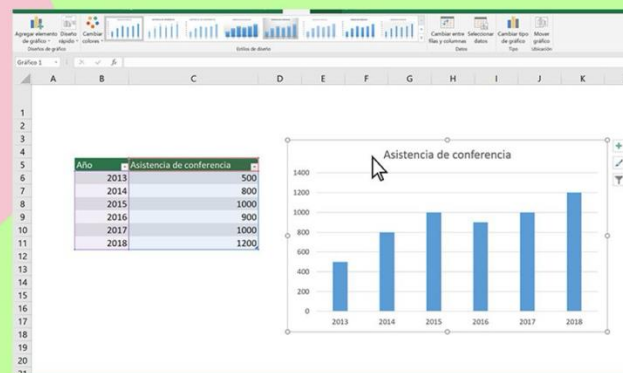 Agregar elemento de gráfico
Diseño rápido
Cambiar colores
Cambiar entre filas y columnas
Seleccionar datos
Cambiar tipo de gráfico
Mover gráfico
Diseños de gráfico
Estilos de diseño
Datos
Tipo
Ubicación
Gráfico 1
fx
A B C D E F G H I J K
1
2
3
4
5 Año Asistencia de conferencia
6 2013 500
7 2014 800
8 2015 1000
9 2016 900
10 2017 1000
11 2018 1200
12
13
14
15
16
17
18
19
20
21
Asistencia de conferencia
1400
1200
1000
800
600
400
200
0
2013 2014 2015 2016 2017 2018